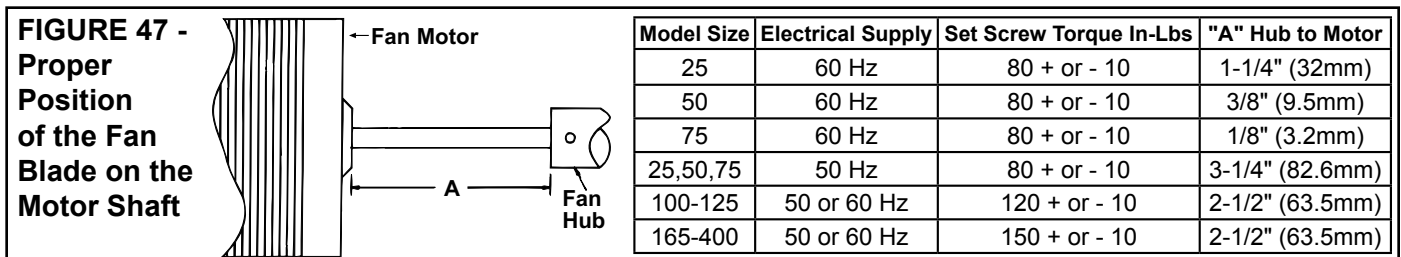 FIGURE 47 -
Proper
Position
of the Fan
Blade on the
Motor Shaft
Fan Motor
A
Fan
Hub
Model Size Electrical Supply Set Screw Torque In-Lbs "A" Hub to Motor
25 60 Hz 80 + or - 10 1-1/4" (32mm)
50 60 Hz 80 + or - 10 3/8" (9.5mm)
75 60 Hz 80 + or - 10 1/8" (3.2mm)
25,50,75 50 Hz 80 + or - 10 3-1/4" (82.6mm)
100-125 50 or 60 Hz 120 + or - 10 2-1/2" (63.5mm)
165-400 50 or 60 Hz 150 + or - 10 2-1/2" (63.5mm)